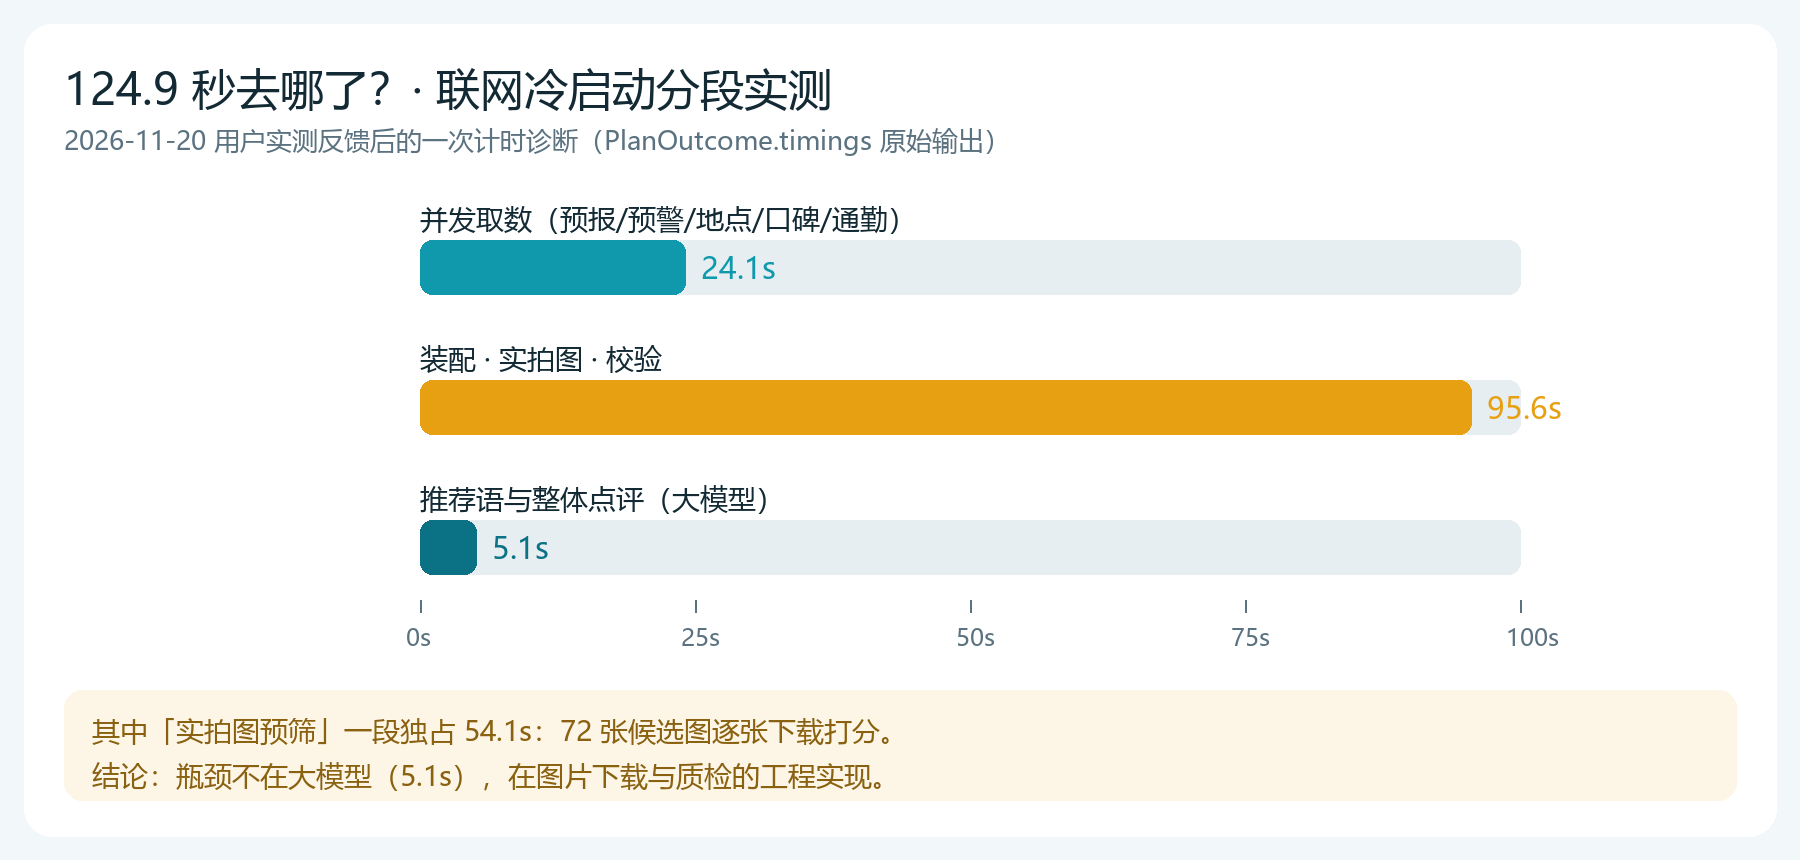 124.9 秒去哪了？· 联网冷启动分段实测
2026-11-20 用户实测反馈后的一次计时诊断（PlanOutcome.timings 原始输出）
并发取数（预报/预警/地点/口碑/通勤）
24.1s
装配 · 实拍图 · 校验
95.6s
推荐语与整体点评（大模型）
5.1s
0s
25s
50s
75s
100s
其中「实拍图预筛」一段独占 54.1s：72 张候选图逐张下载打分。
结论：瓶颈不在大模型（5.1s），在图片下载与质检的工程实现。